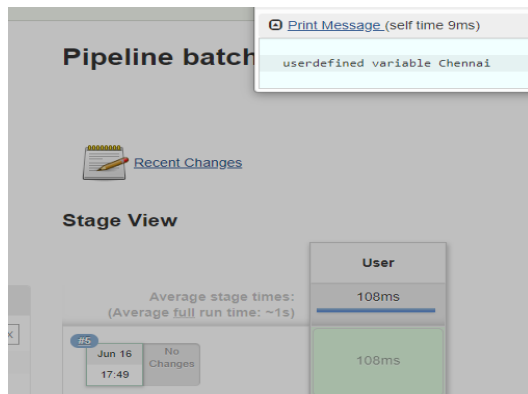 Print Message (self time 9ms)
userdefined variable Chennai
Pipeline batch
Recent Changes
Stage View
User
Average stage times:
(Average full run time: ~1s)
108ms
x
#5
Jun 16
17:49
No
Changes
108ms